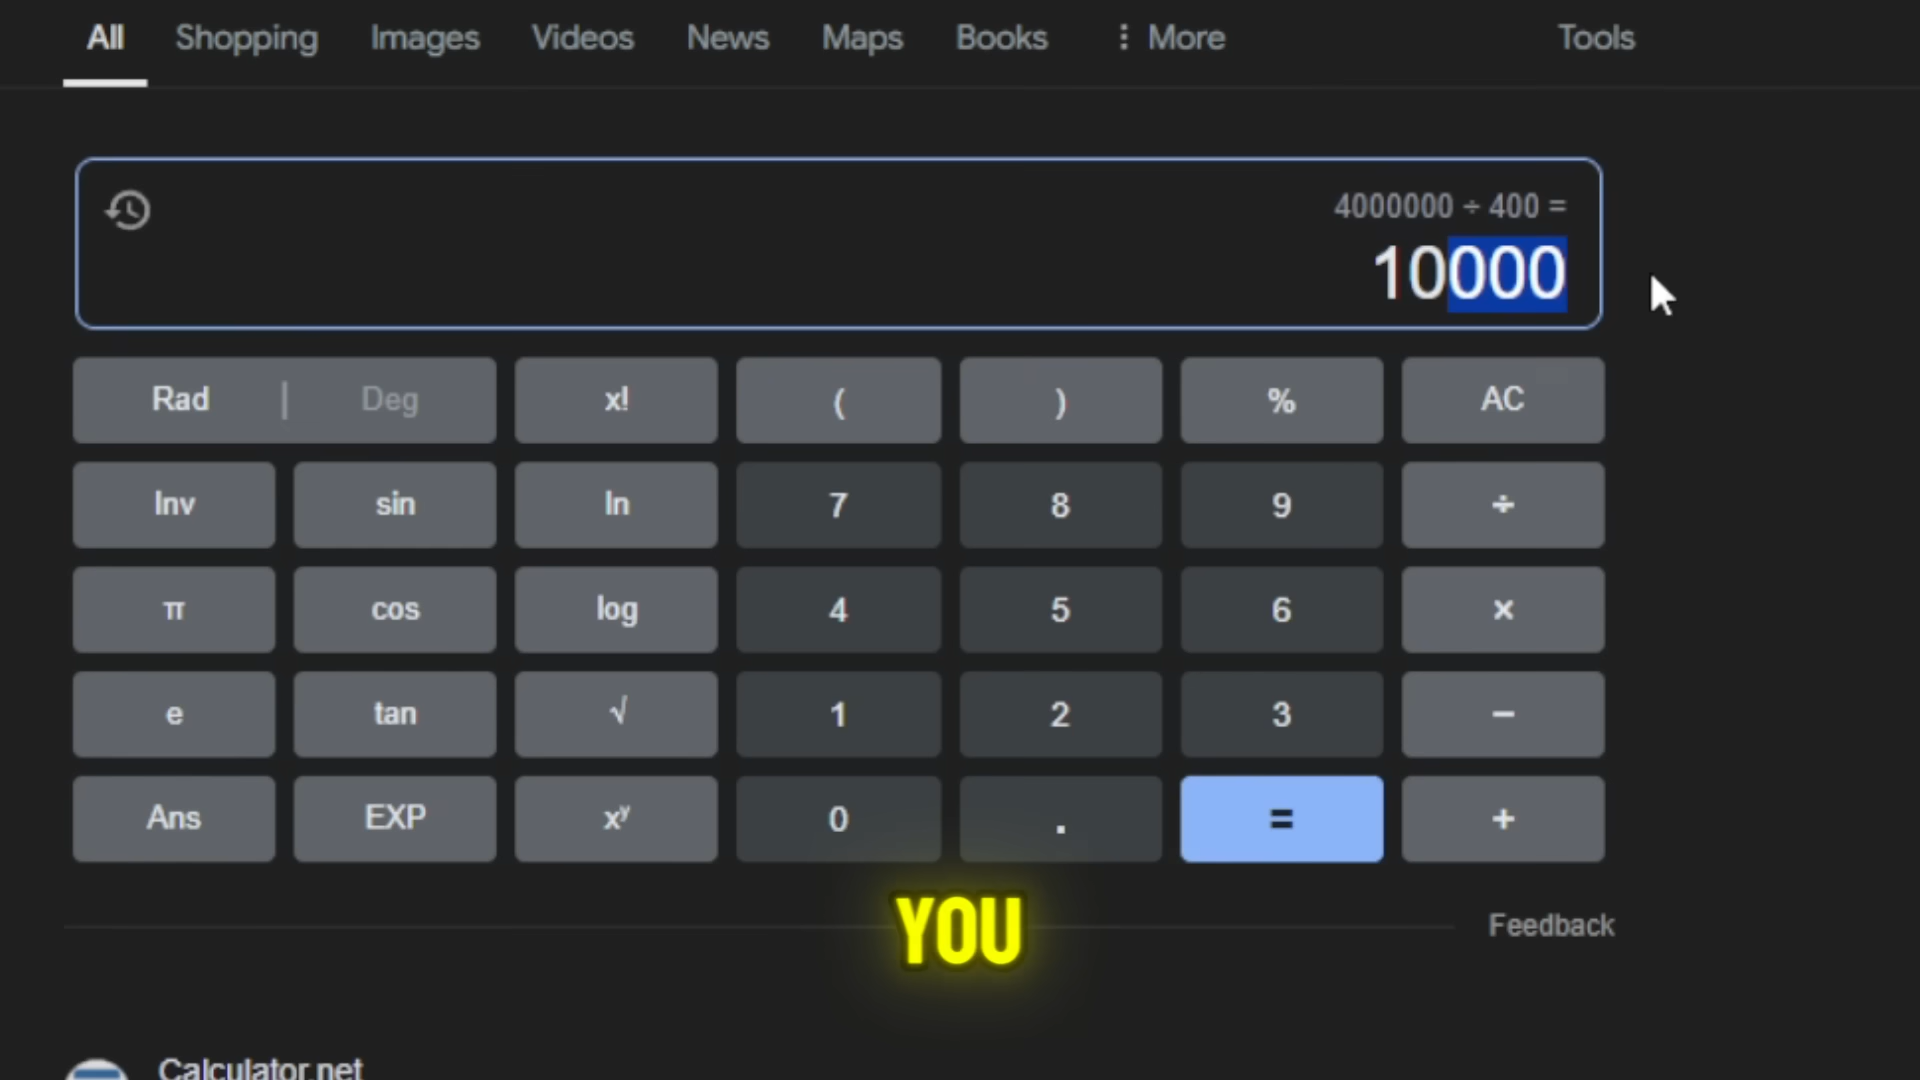 All Shopping Images Videos News Maps Books ⋮ More Tools
4000000 ÷ 400 =
10000
Rad | Deg x! ( ) % AC
Inv sin ln 7 8 9 ÷
π cos log 4 5 6 ×
e tan √ 1 2 3 −
Ans EXP xʸ 0 . = +
YOU
Feedback
Calculator.net